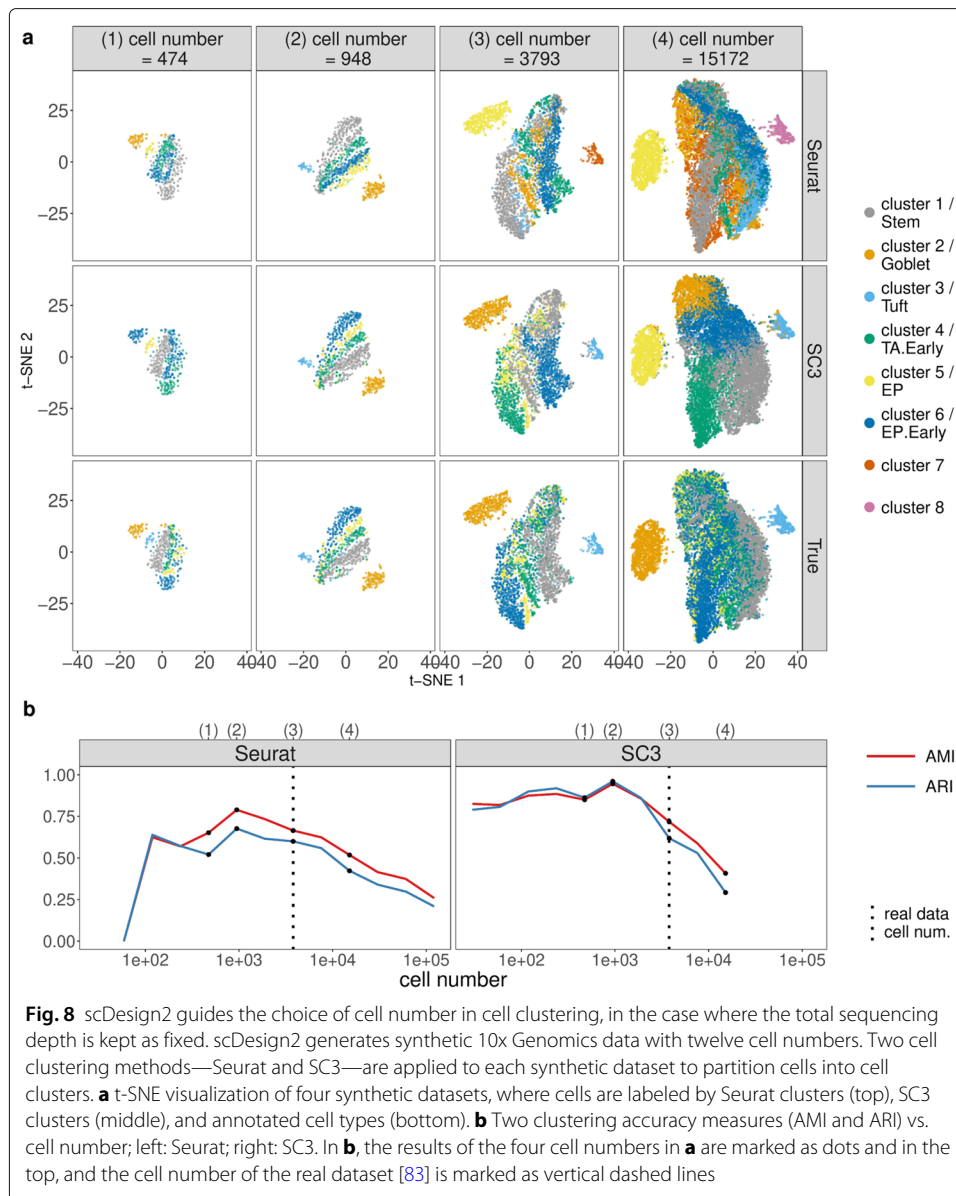 a
(1) cell number
= 474
(2) cell number
= 948
(3) cell number
= 3793
(4) cell number
= 15172
25
0
−25
Seurat
25
0
−25
SC3
25
0
−25
True
t−SNE 2
−40 −20 0 20 40
−40 −20 0 20 40
−40 −20 0 20 40
−40 −20 0 20 40
t−SNE 1
cluster 1 /
Stem
cluster 2 /
Goblet
cluster 3 /
Tuft
cluster 4 /
TA.Early
cluster 5 /
EP
cluster 6 /
EP.Early
cluster 7
cluster 8
b
(1) (2) (3) (4)
(1) (2) (3) (4)
Seurat
SC3
1.00
0.75
0.50
0.25
0.00
1e+02 1e+03 1e+04 1e+05
1e+02 1e+03 1e+04 1e+05
cell number
AMI
ARI
real data
cell num.
Fig. 8 scDesign2 guides the choice of cell number in cell clustering, in the case where the total sequencing
depth is kept as fixed. scDesign2 generates synthetic 10x Genomics data with twelve cell numbers. Two cell
clustering methods—Seurat and SC3—are applied to each synthetic dataset to partition cells into cell
clusters. a t-SNE visualization of four synthetic datasets, where cells are labeled by Seurat clusters (top), SC3
clusters (middle), and annotated cell types (bottom). b Two clustering accuracy measures (AMI and ARI) vs.
cell number; left: Seurat; right: SC3. In b, the results of the four cell numbers in a are marked as dots and in the
top, and the cell number of the real dataset [83] is marked as vertical dashed lines